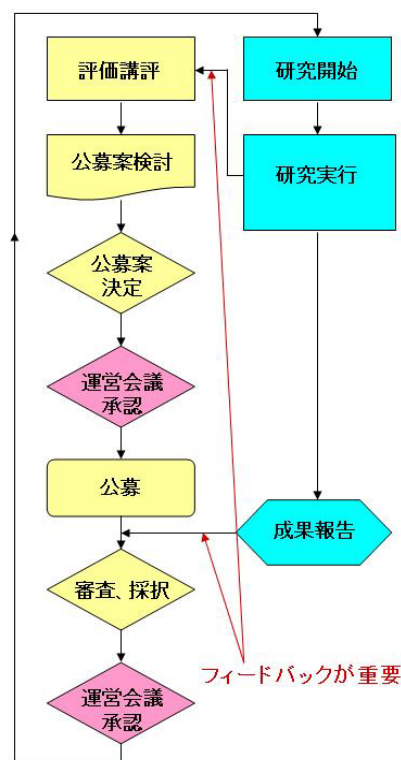 評価講評
公募案検討
公募案
決定
運営会議
承認
公募
審査、採択
運営会議
承認
研究開始
研究実行
成果報告
フィードバックが重要